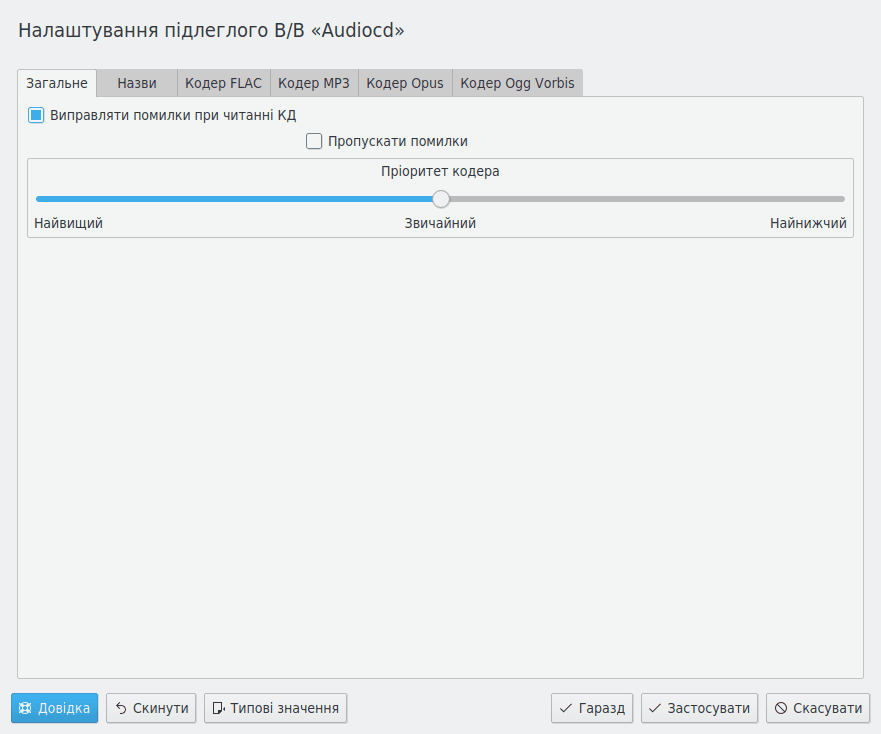 Налаштування підлеглого В/В «Audiocd»
Загальне Назви Кодер FLAC Кодер MP3 Кодер Opus Кодер Ogg Vorbis
Виправляти помилки при читанні КД
Пропускати помилки
Пріоритет кодера
Найвищий Звичайний Найнижчий
Довідка Скинути Типові значення Гаразд Застосувати Скасувати